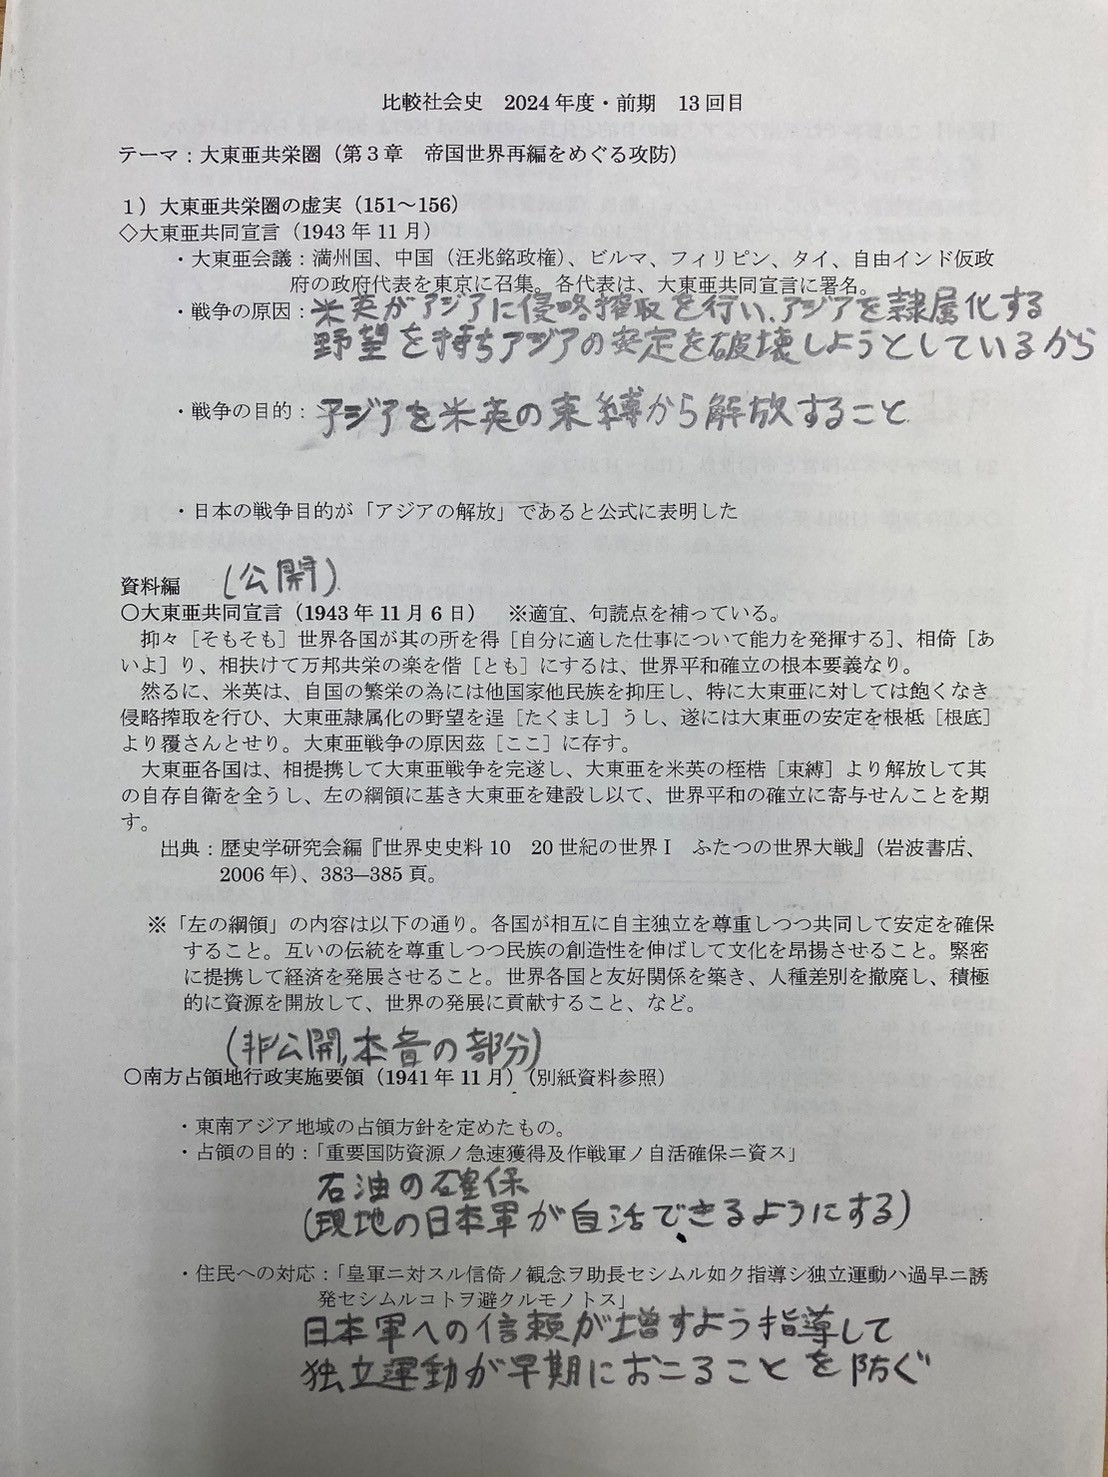 比較社会史　2024年度・前期　13回目
テーマ：大東亜共栄圏（第３章　帝国世界再編をめぐる攻防）
１）大東亜共栄圏の虚実（151～156）
◇大東亜共同宣言（1943年11月）
・大東亜会議：満州国、中国（汪兆銘政権）、ビルマ、フィリピン、タイ、自由インド仮政
府の政府代表を東京に召集。各代表は、大東亜共同宣言に署名。
・戦争の原因：米英がアジアに侵略搾取を行い、アジアを隷属化する
野望を持ちアジアの安定を破壊しようとしているから
・戦争の目的：アジアを米英の束縛から解放すること
・日本の戦争目的が「アジアの解放」であると公式に表明した
資料編　（公開）
〇大東亜共同宣言（1943年11月6日）　※適宜、句読点を補っている。
抑々［そもそも］世界各国が其の所を得［自分に適した仕事について能力を発揮する］、相倚［あ
いよ］り、相扶けて万邦共栄の楽を偕［とも］にするは、世界平和確立の根本要義なり。
然るに、米英は、自国の繁栄の為には他国家他民族を抑圧し、特に大東亜に対しては飽くなき
侵略搾取を行ひ、大東亜隷属化の野望を逞［たくまし］うし、遂には大東亜の安定を根柢［根底］
より覆さんとせり。大東亜戦争の原因茲［ここ］に存す。
大東亜各国は、相提携して大東亜戦争を完遂し、大東亜を米英の桎梏［束縛］より解放して其
の自存自衛を全うし、左の綱領に基き大東亜を建設し以て、世界平和の確立に寄与せんことを期
す。
出典：歴史学研究会編『世界史史料10　20世紀の世界Ⅰ　ふたつの世界大戦』（岩波書店、
2006年）、383―385頁。
※「左の綱領」の内容は以下の通り。各国が相互に自主独立を尊重しつつ共同して安定を確保
すること。互いの伝統を尊重しつつ民族の創造性を伸ばして文化を昂揚させること。緊密
に提携して経済を発展させること。世界各国と友好関係を築き、人種差別を撤廃し、積極
的に資源を開放して、世界の発展に貢献すること、など。
（非公開,本音の部分）
〇南方占領地行政実施要領（1941年11月）（別紙資料参照）
・東南アジア地域の占領方針を定めたもの。
・占領の目的：「重要国防資源ノ急速獲得及作戦軍ノ自活確保ニ資ス」
石油の確保
（現地の日本軍が自活できるようにする）
・住民への対応：「皇軍ニ対スル信倚ノ観念ヲ助長セシムル如ク指導シ独立運動ハ過早ニ誘
発セシムルコトヲ避クルモノトス」
日本軍への信頼が増すよう指導して
独立運動が早期におこることを防ぐ